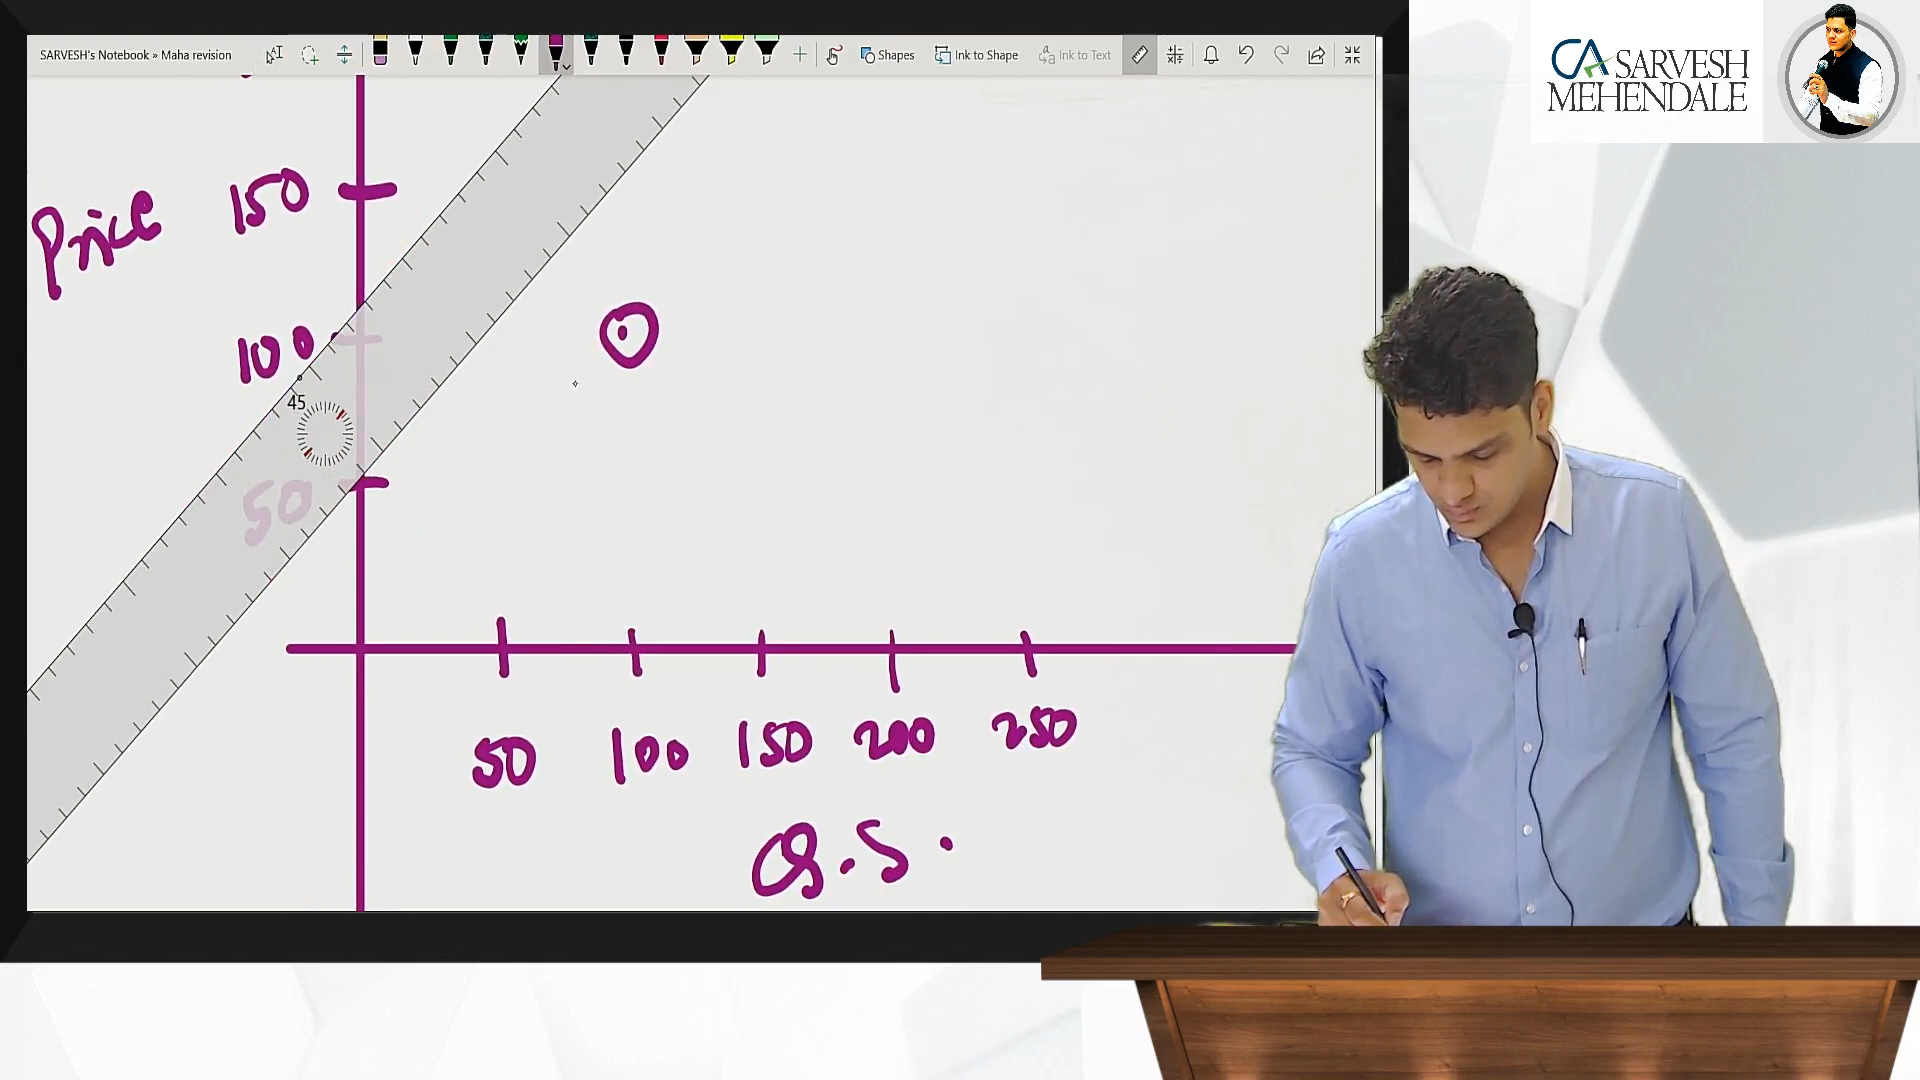 SARVESH's Notebook » Maha revision
Shapes
Ink to Shape
Ink to Text
CA SARVESH
MEHENDALE
Price
150
100
45
50
50 100 150 200 250
Q.S.